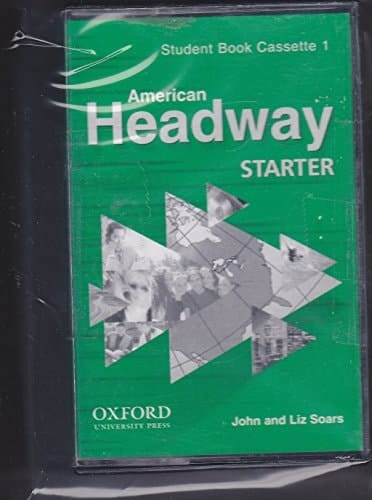 Student Book Cassette 1
American
Headway
STARTER
OXFORD
UNIVERSITY PRESS
John and Liz Soars